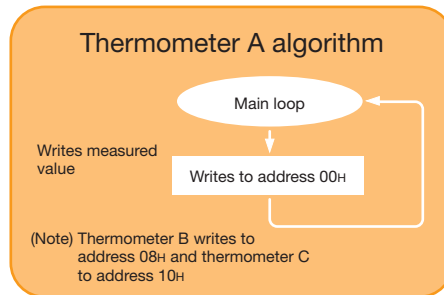 Thermometer A algorithm
Main loop
Writes measured
value
Writes to address 00H
(Note) Thermometer B writes to
address 08H and thermometer C
to address 10H